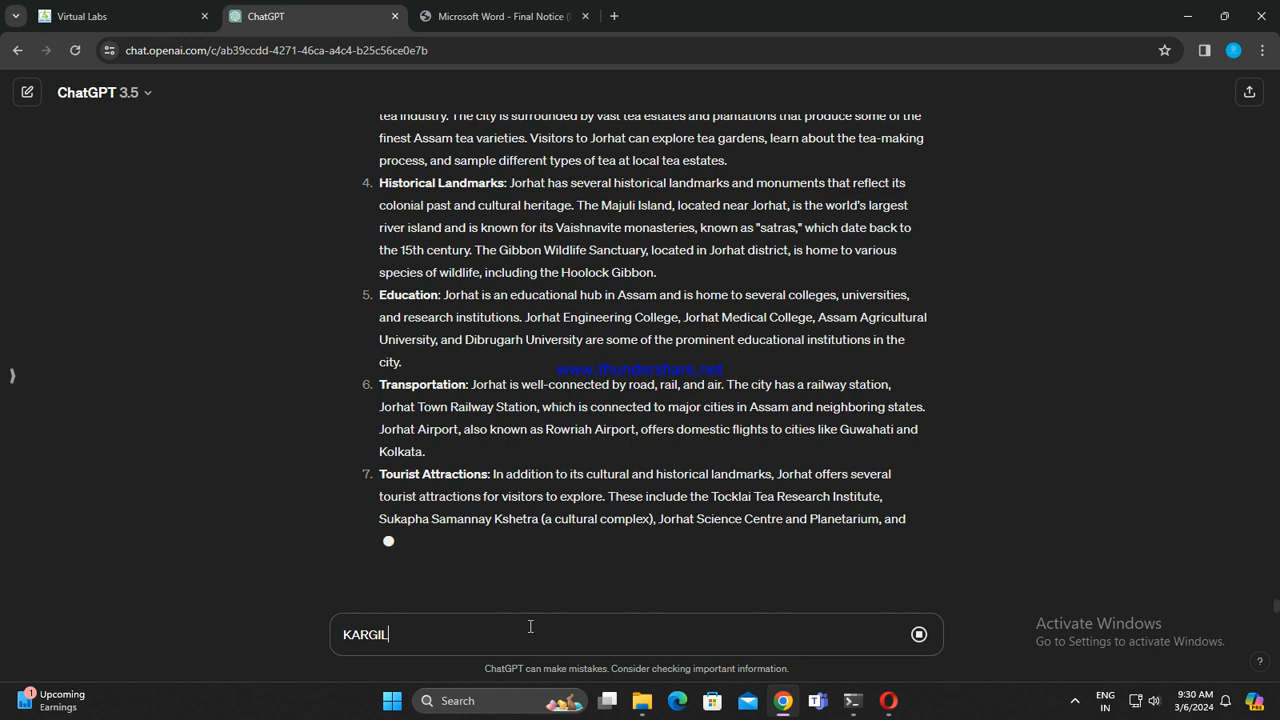 Virtual Labs
ChatGPT
Microsoft Word - Final Notice (
chat.openai.com/c/ab39ccdd-4271-46ca-a4c4-b25c56ce0e7b
ChatGPT 3.5
tea industry. The city is surrounded by vast tea estates and plantations that produce some of the
finest Assam tea varieties. Visitors to Jorhat can explore tea gardens, learn about the tea-making
process, and sample different types of tea at local tea estates.
4. Historical Landmarks: Jorhat has several historical landmarks and monuments that reflect its
colonial past and cultural heritage. The Majuli Island, located near Jorhat, is the world's largest
river island and is known for its Vaishnavite monasteries, known as "satras," which date back to
the 15th century. The Gibbon Wildlife Sanctuary, located in Jorhat district, is home to various
species of wildlife, including the Hoolock Gibbon.
5. Education: Jorhat is an educational hub in Assam and is home to several colleges, universities,
and research institutions. Jorhat Engineering College, Jorhat Medical College, Assam Agricultural
University, and Dibrugarh University are some of the prominent educational institutions in the
city.
www.thundershare.net
6. Transportation: Jorhat is well-connected by road, rail, and air. The city has a railway station,
Jorhat Town Railway Station, which is connected to major cities in Assam and neighboring states.
Jorhat Airport, also known as Rowriah Airport, offers domestic flights to cities like Guwahati and
Kolkata.
7. Tourist Attractions: In addition to its cultural and historical landmarks, Jorhat offers several
tourist attractions for visitors to explore. These include the Tocklai Tea Research Institute,
Sukapha Samannay Kshetra (a cultural complex), Jorhat Science Centre and Planetarium, and
KARGIL
Activate Windows
Go to Settings to activate Windows.
ChatGPT can make mistakes. Consider checking important information.
?
1
Upcoming
Earnings
Search
ENG
IN
9:30 AM
3/6/2024